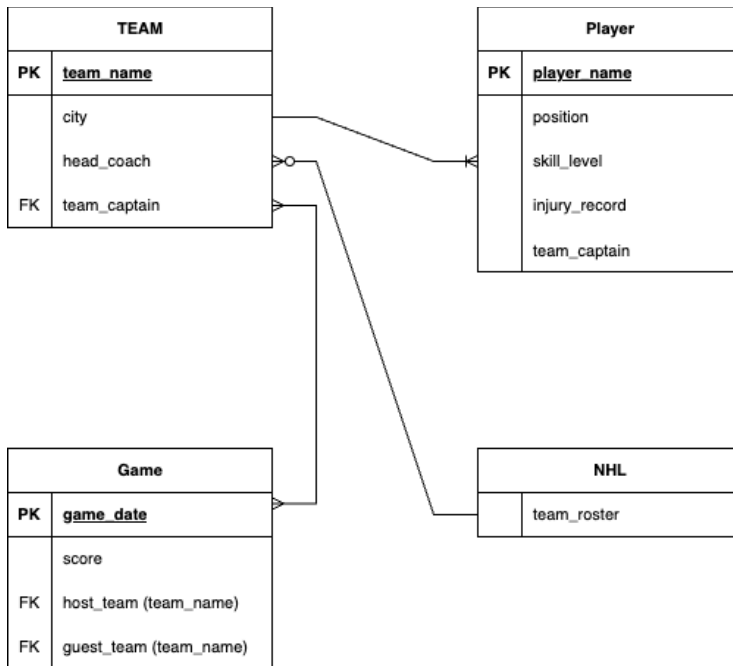 TEAM
PK team_name
city
head_coach
FK team_captain
Player
PK player_name
position
skill_level
injury_record
team_captain
Game
PK game_date
score
FK host_team (team_name)
FK guest_team (team_name)
NHL
team_roster